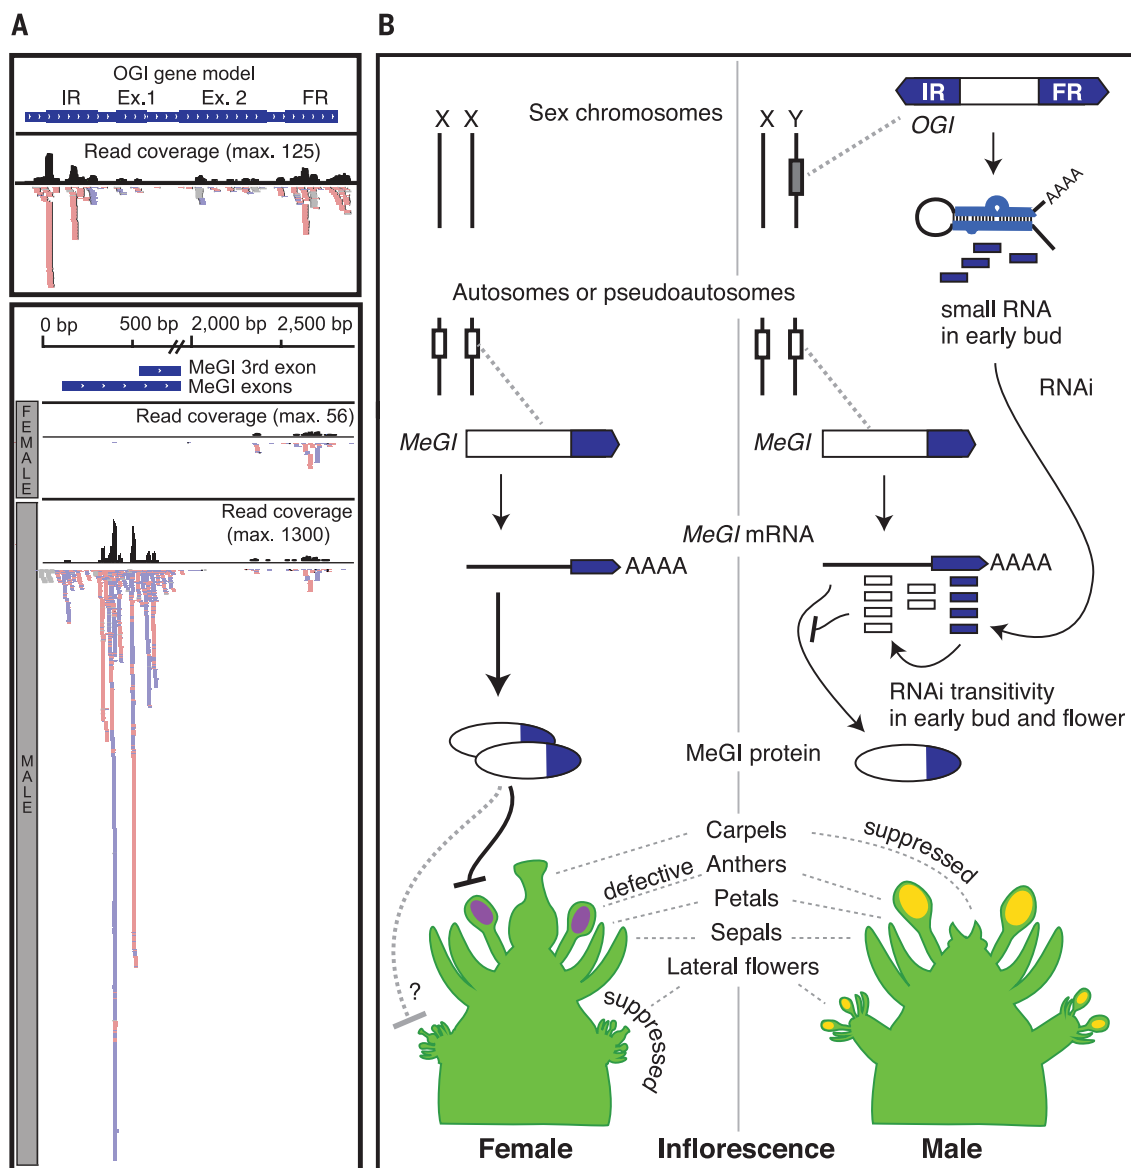 A
OGI gene model
IR Ex.1 Ex. 2 FR
Read coverage (max. 125)
0 bp 500 bp 2,000 bp 2,500 bp
MeGI 3rd exon
MeGI exons
FEMALE
Read coverage (max. 56)
MALE
Read coverage
(max. 1300)
B
Sex chromosomes
X X
X Y
IR FR
OGI
AAAA
small RNA
in early bud
RNAi
Autosomes or pseudoautosomes
MeGI
MeGI
MeGI mRNA
AAAA
AAAA
RNAi transitivity
in early bud and flower
MeGI protein
Carpels
suppressed
Anthers
defective
Petals
Sepals
Lateral flowers
?
suppressed
Female Inflorescence Male